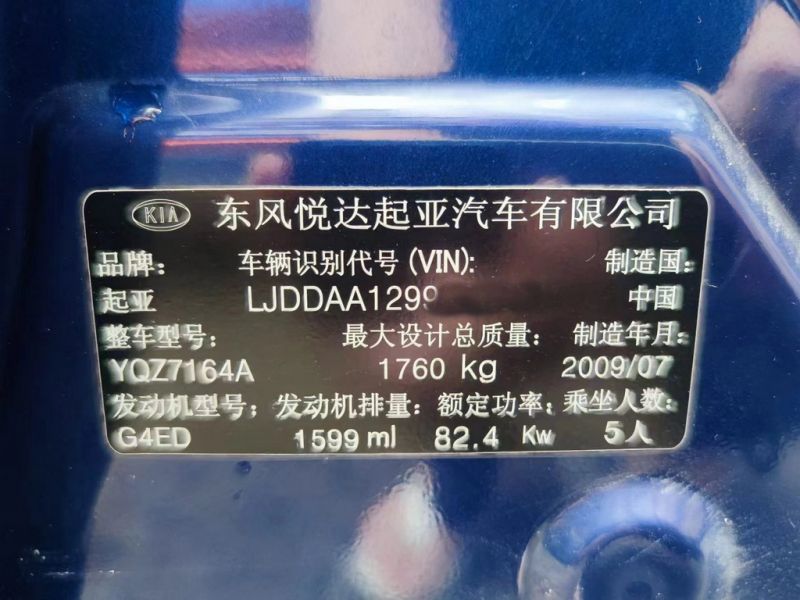 KIA 东风悦达起亚汽车有限公司
品牌： 车辆识别代号(VIN): 制造国：
起亚 LJDDAA1299 中国
整车型号： 最大设计总质量： 制造年月：
YQZ7164A 1760 kg 2009/07
发动机型号： 发动机排量： 额定功率： 乘坐人数：
G4ED 1599 ml 82.4 Kw 5人